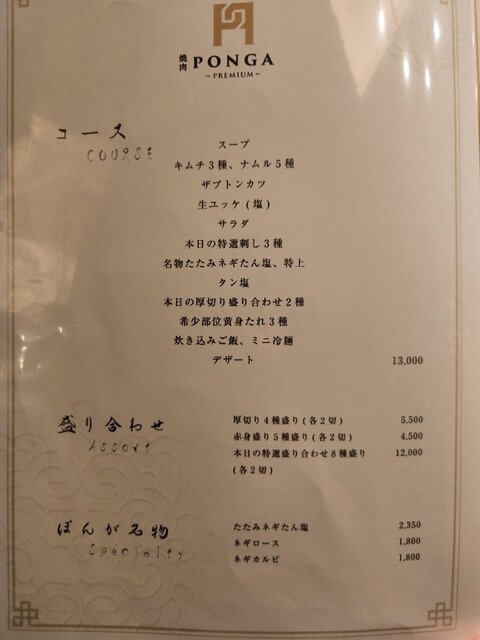 焼肉 PONGA
~PREMIUM~
コース
COURSE
スープ
キムチ3種、ナムル5種
ザブトンカツ
生ユッケ(塩)
サラダ
本日の特選刺し3種
名物たたみネギたん塩、特上
タン塩
本日の厚切り盛り合わせ2種
希少部位黄身たれ3種
炊き込みご飯、ミニ冷麺
デザート 13,000
盛り合わせ
Assort
厚切り4種盛り(各2切) 5,500
赤身盛り5種盛り(各2切) 4,500
本日の特選盛り合わせ8種盛り 12,000
(各2切)
ぽんが名物
Specialty
たたみネギたん塩 2,350
ネギロース 1,800
ネギカルビ 1,800